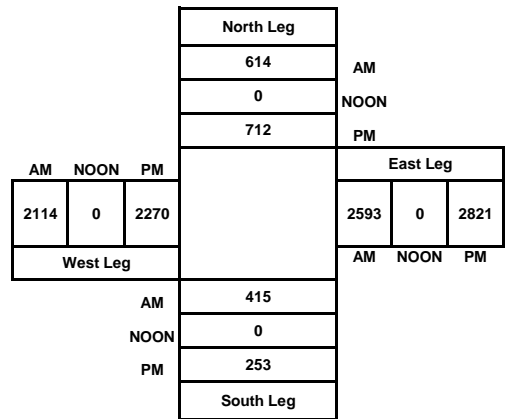 North Leg
614 AM
0 NOON
712 PM
AM NOON PM East Leg
2114 0 2270 2593 0 2821
West Leg AM NOON PM
AM 415
NOON 0
PM 253
South Leg